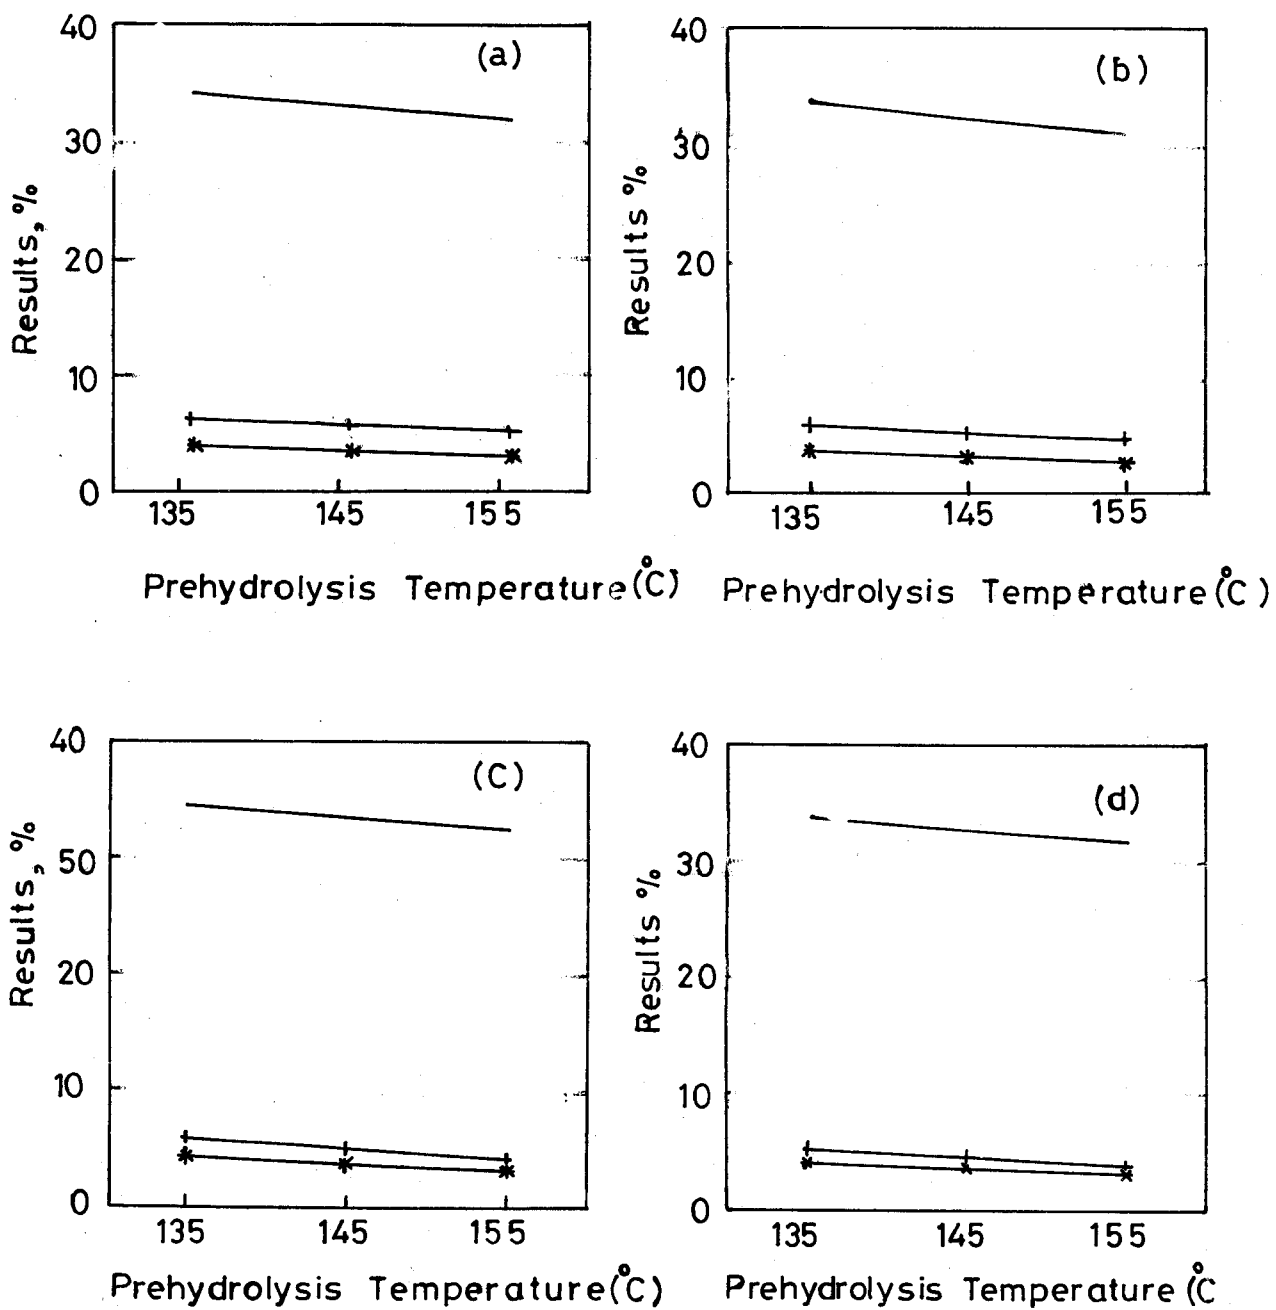 (a)
40
30
20
10
0
Results, %
135 145 155
Prehydrolysis Temperature (°C)
(b)
40
30
20
10
0
Results %
135 145 155
Prehydrolysis Temperature (°C)
(C)
40
50
20
10
0
Results, %
135 145 155
Prehydrolysis Temperature (°C)
(d)
40
30
20
10
0
Results %
135 145 155
Prehydrolysis Temperature (°C